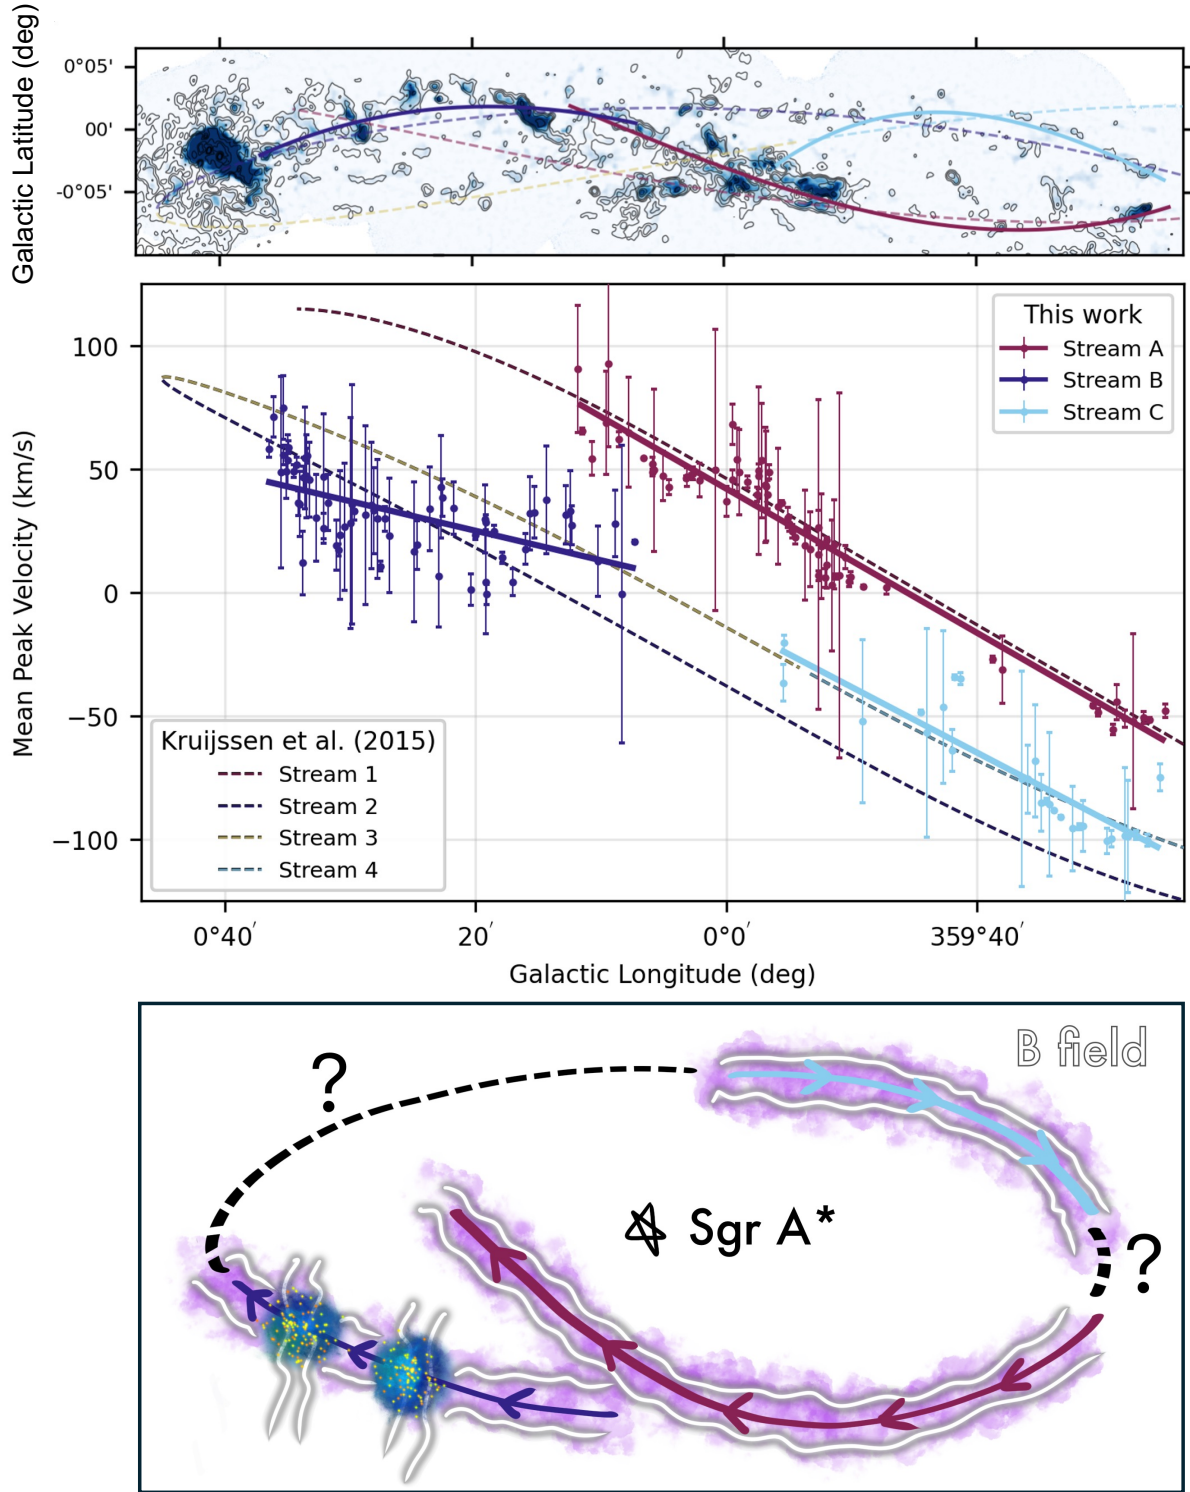 Galactic Latitude (deg)
0°05'
00'
-0°05'
Mean Peak Velocity (km/s)
100
50
0
−50
−100
This work
Stream A
Stream B
Stream C
Kruijssen et al. (2015)
Stream 1
Stream 2
Stream 3
Stream 4
0°40′ 20′ 0°0′ 359°40′
Galactic Longitude (deg)
B field
?
Sgr A*
?